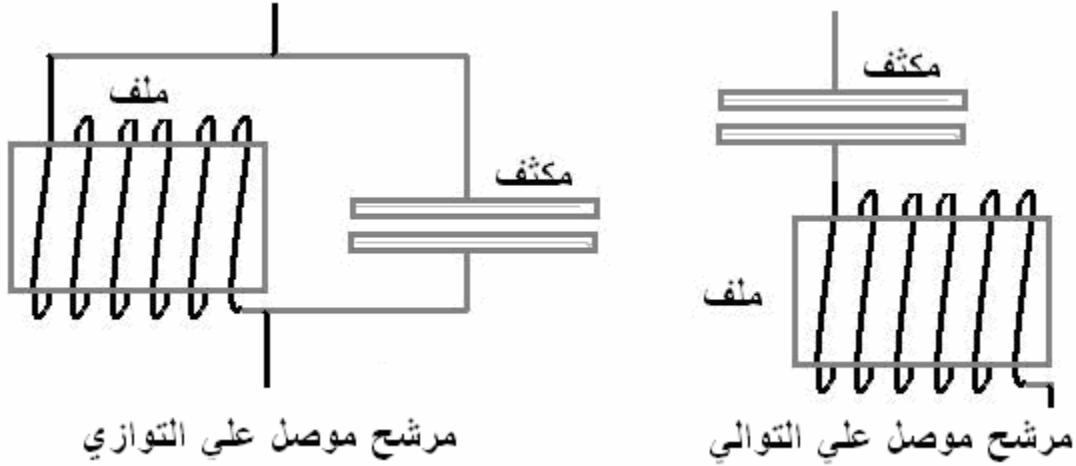 مكثف
ملف
مكثف
ملف
مرشح موصل علي التوالي
مرشح موصل علي التوازي